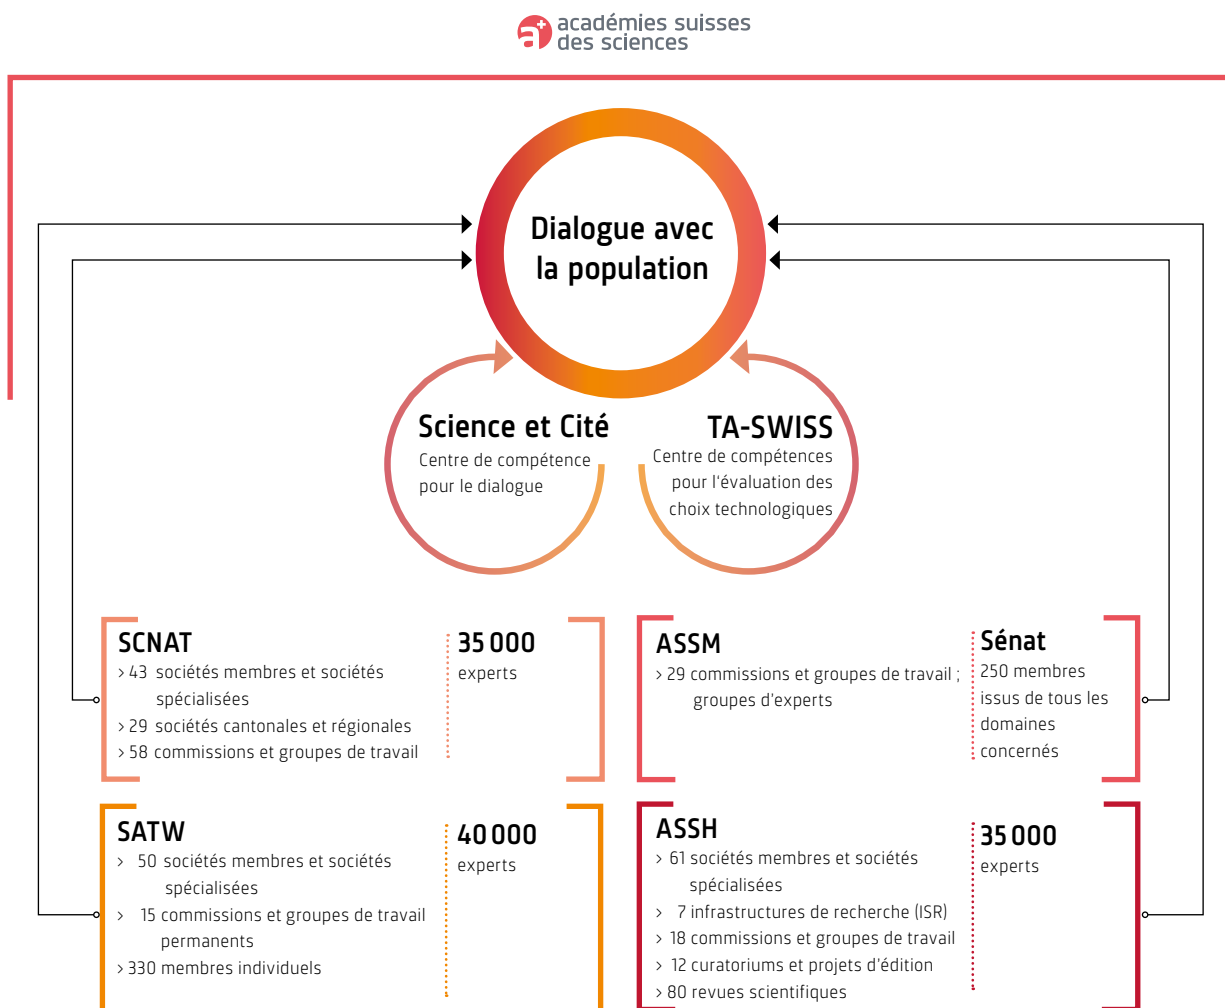 académies suisses
des sciences
Dialogue avec
la population
Science et Cité
Centre de compétence
pour le dialogue
TA-SWISS
Centre de compétences
pour l'évaluation des
choix technologiques
SCNAT
> 43 sociétés membres et sociétés
spécialisées
> 29 sociétés cantonales et régionales
> 58 commissions et groupes de travail
35 000
experts
ASSM
> 29 commissions et groupes de travail ;
groupes d'experts
Sénat
250 membres
issus de tous les
domaines
concernés
SATW
> 50 sociétés membres et sociétés
spécialisées
> 15 commissions et groupes de travail
permanents
> 330 membres individuels
40 000
experts
ASSH
> 61 sociétés membres et sociétés
spécialisées
> 7 infrastructures de recherche (ISR)
> 18 commissions et groupes de travail
> 12 curatoriums et projets d'édition
> 80 revues scientifiques
35 000
experts